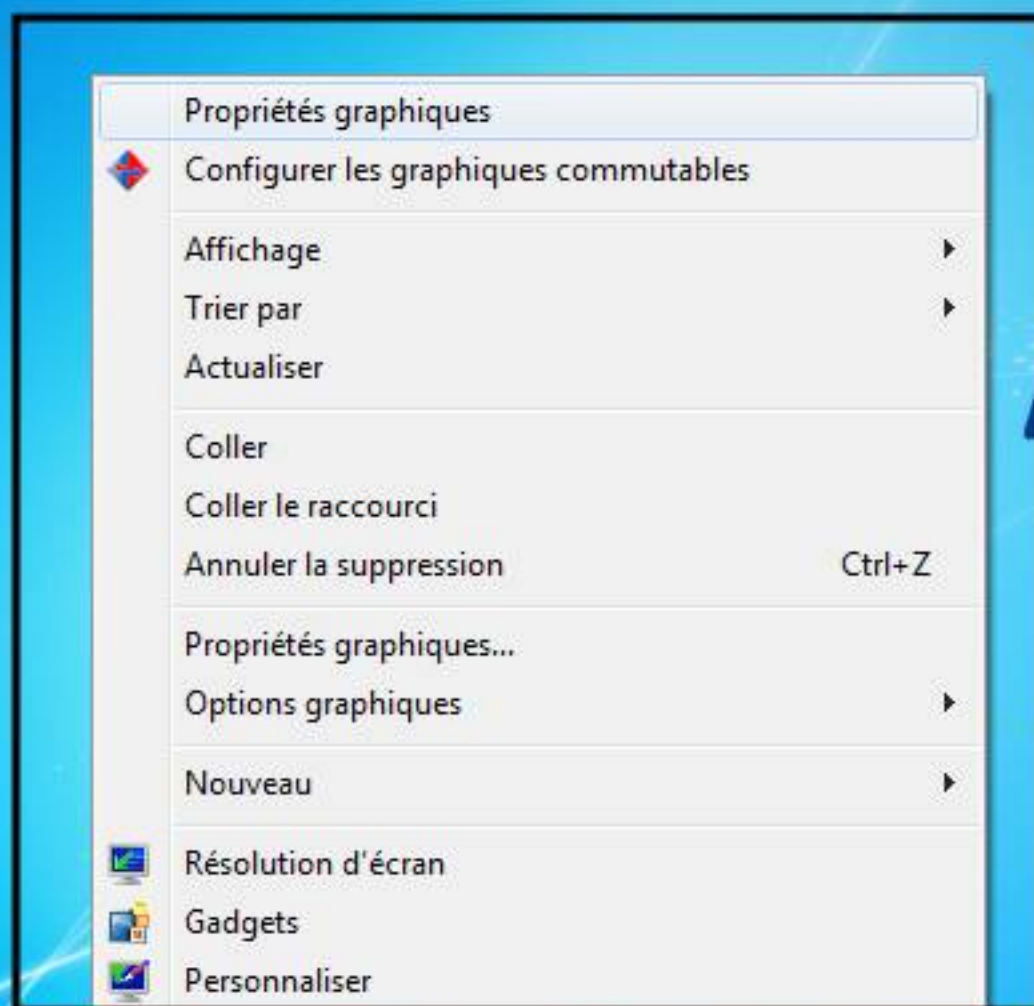 Propriétés graphiques
Configurer les graphiques commutables
Affichage
Trier par
Actualiser
Coller
Coller le raccourci
Annuler la suppression Ctrl+Z
Propriétés graphiques...
Options graphiques
Nouveau
Résolution d'écran
Gadgets
Personnaliser